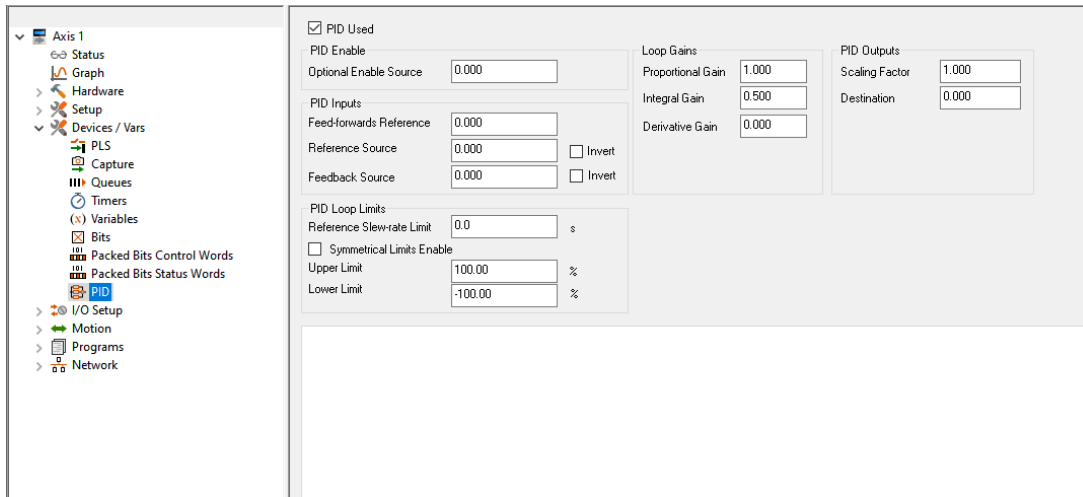 Axis 1
Status
Graph
Hardware
Setup
Devices / Vars
PLS
Capture
Queues
Timers
(x) Variables
Bits
Packed Bits Control Words
Packed Bits Status Words
PID
I/O Setup
Motion
Programs
Network
PID Used
PID Enable
Optional Enable Source 0.000
PID Inputs
Feed-forwards Reference 0.000
Reference Source 0.000 Invert
Feedback Source 0.000 Invert
PID Loop Limits
Reference Slew-rate Limit 0.0 s
Symmetrical Limits Enable
Upper Limit 100.00 %
Lower Limit -100.00 %
Loop Gains
Proportional Gain 1.000
Integral Gain 0.500
Derivative Gain 0.000
PID Outputs
Scaling Factor 1.000
Destination 0.000